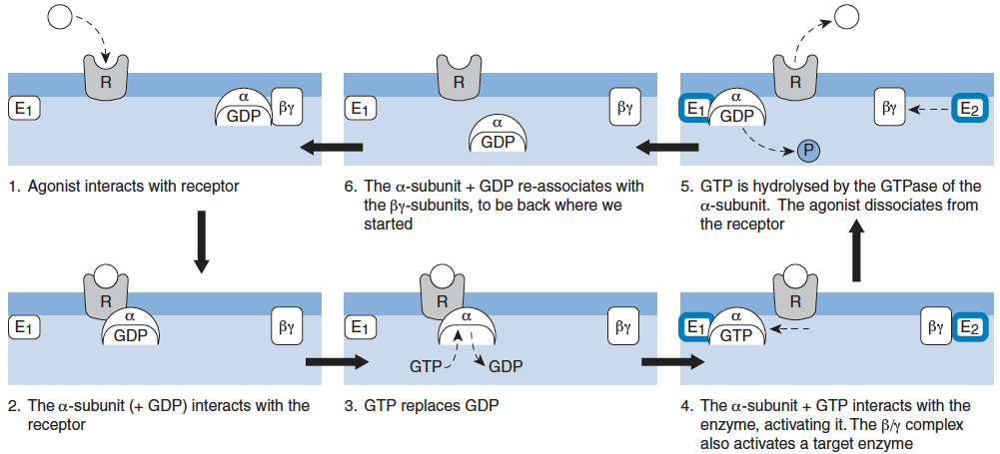 R
E1
α
GDP
βγ
1. Agonist interacts with receptor
R
E1
α
GDP
βγ
6. The α-subunit + GDP re-associates with
the βγ-subunits, to be back where we
started
R
E1
α
GDP
βγ
E2
P
5. GTP is hydrolysed by the GTPase of the
α-subunit. The agonist dissociates from
the receptor
R
E1
α
GDP
βγ
2. The α-subunit (+ GDP) interacts with the
receptor
R
E1
α
βγ
GTP
GDP
3. GTP replaces GDP
R
E1
α
GTP
βγ
E2
4. The α-subunit + GTP interacts with the
enzyme, activating it. The β/γ complex
also activates a target enzyme